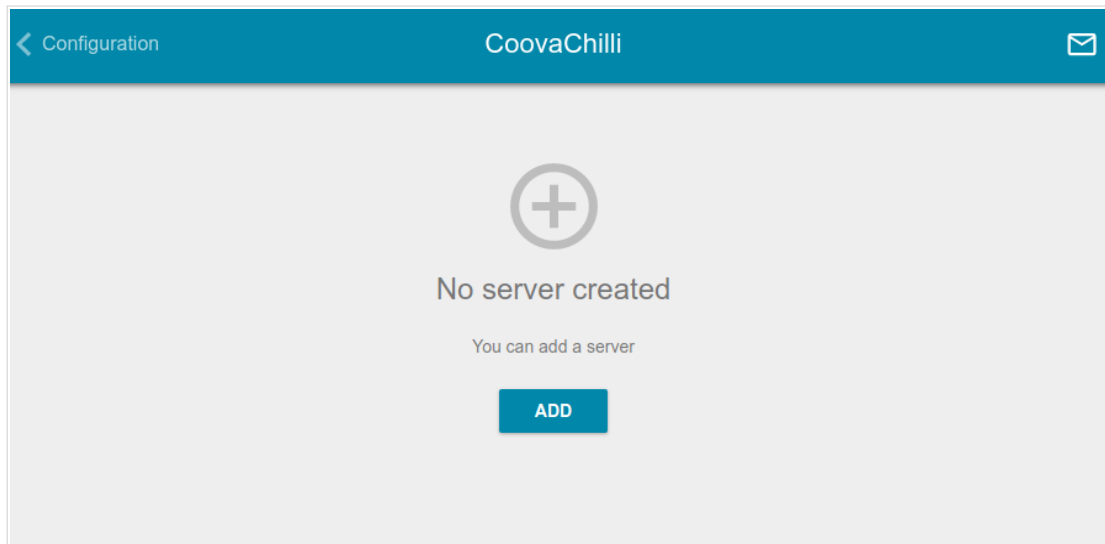 Configuration
CoovaChilli
No server created
You can add a server
ADD